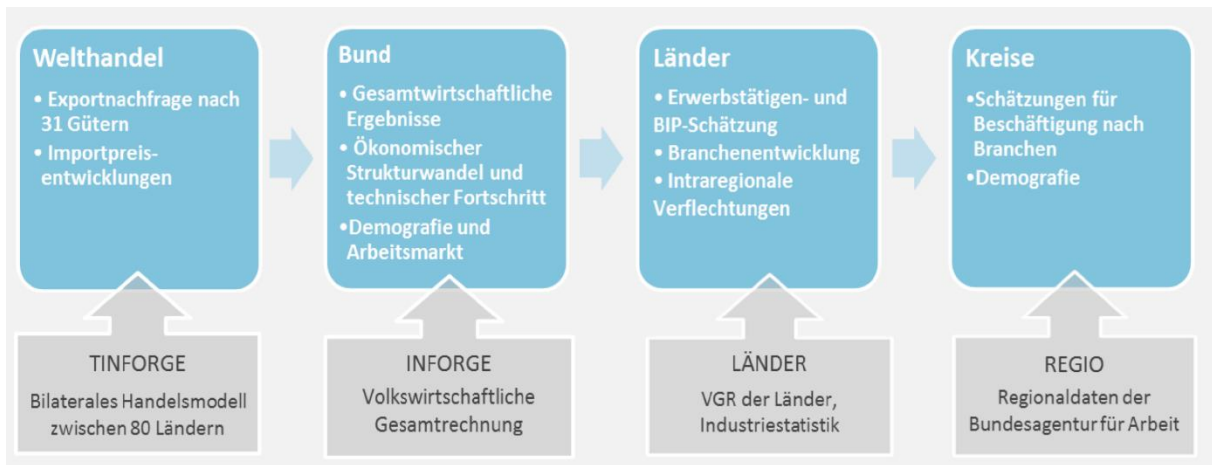 Welthandel
• Exportnachfrage nach
31 Gütern
• Importpreis-
entwicklungen
Bund
• Gesamtwirtschaftliche
Ergebnisse
• Ökonomischer
Strukturwandel und
technischer Fortschritt
•Demografie und
Arbeitsmarkt
Länder
• Erwerbstätigen- und
BIP-Schätzung
• Branchenentwicklung
• Intraregionale
Verflechtungen
Kreise
•Schätzungen für
Beschäftigung nach
Branchen
•Demografie
TINFORGE
Bilaterales Handelsmodell
zwischen 80 Ländern
INFORGE
Volkswirtschaftliche
Gesamtrechnung
LÄNDER
VGR der Länder,
Industriestatistik
REGIO
Regionaldaten der
Bundesagentur für Arbeit